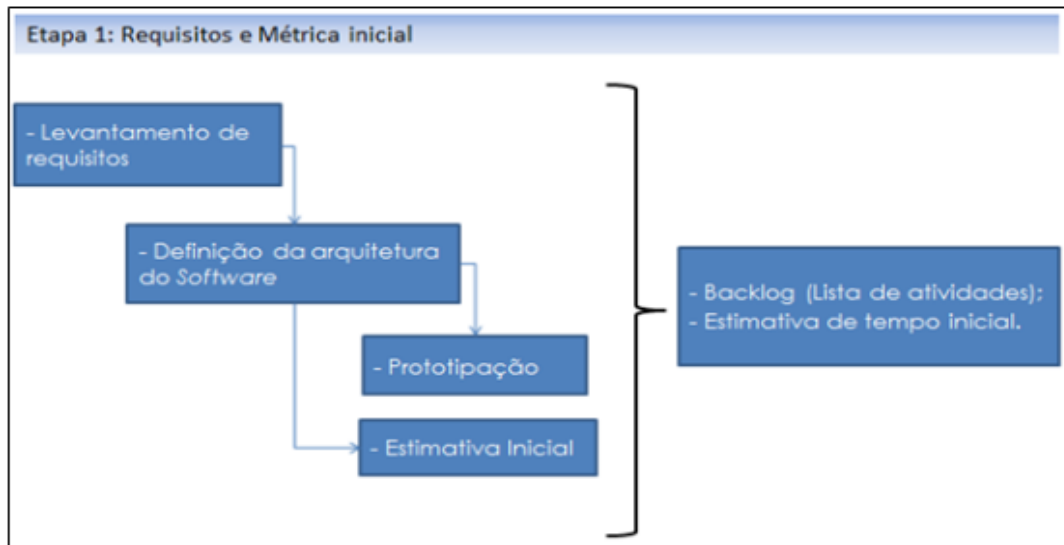 Etapa 1: Requisitos e Métrica inicial
- Levantamento de
requisitos
- Definição da arquitetura
do Software
- Prototipação
- Estimativa Inicial
- Backlog (Lista de atividades);
- Estimativa de tempo inicial.